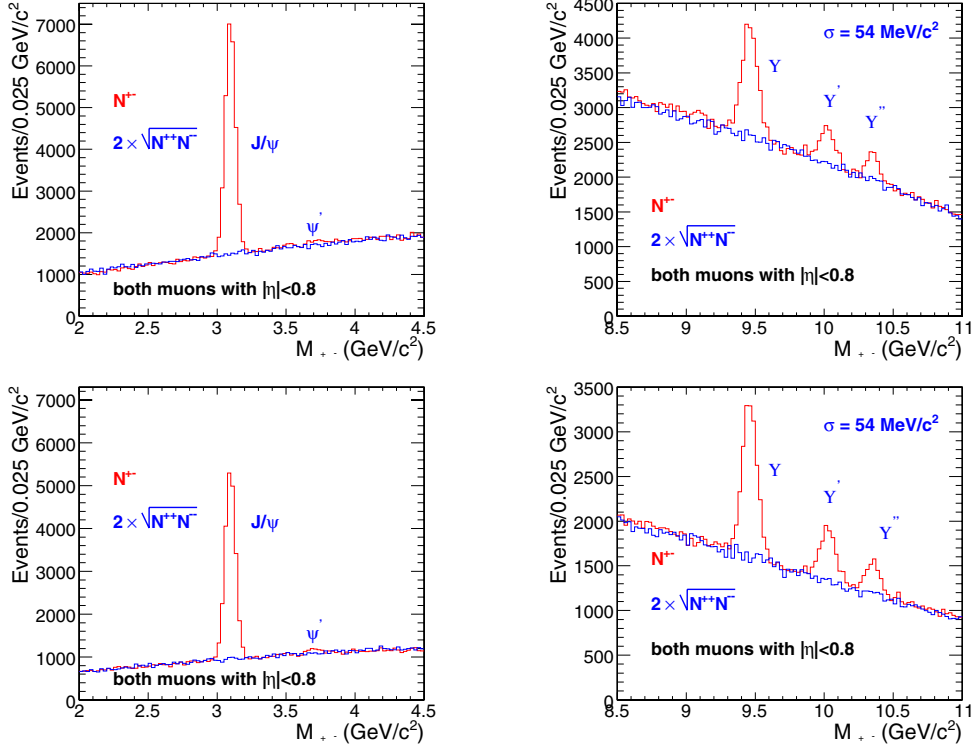 Events/0.025 GeV/c²
7000
6000
5000
4000
3000
2000
1000
0
N⁺⁻
2 × √N⁺⁺N⁻⁻
J/ψ
ψ'
both muons with |η|<0.8
2 2.5 3 3.5 4 4.5
M₊₋ (GeV/c²)
Events/0.025 GeV/c²
4500
4000
3500
3000
2500
2000
1500
1000
500
0
σ = 54 MeV/c²
Υ
Υ'
Υ''
N⁺⁻
2 × √N⁺⁺N⁻⁻
both muons with |η|<0.8
8.5 9 9.5 10 10.5 11
M₊₋ (GeV/c²)
Events/0.025 GeV/c²
7000
6000
5000
4000
3000
2000
1000
0
N⁺⁻
2 × √N⁺⁺N⁻⁻
J/ψ
ψ'
both muons with |η|<0.8
2 2.5 3 3.5 4 4.5
M₊₋ (GeV/c²)
Events/0.025 GeV/c²
3500
3000
2500
2000
1500
1000
500
0
σ = 54 MeV/c²
Υ
Υ'
Υ''
N⁺⁻
2 × √N⁺⁺N⁻⁻
both muons with |η|<0.8
8.5 9 9.5 10 10.5 11
M₊₋ (GeV/c²)